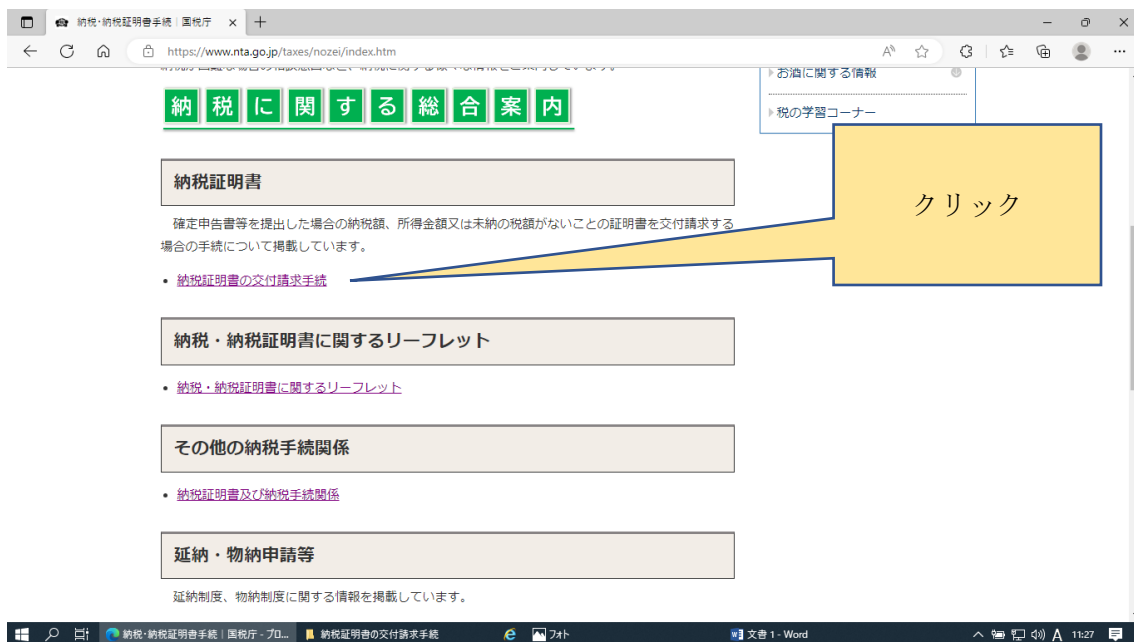 納税・納税証明書手続｜国税庁
https://www.nta.go.jp/taxes/nozei/index.htm
お酒に関する情報
税の学習コーナー
納税に関する総合案内
クリック
納税証明書
確定申告書等を提出した場合の納税額、所得金額又は未納の税額がないことの証明書を交付請求する
場合の手続について掲載しています。
・納税証明書の交付請求手続
納税・納税証明書に関するリーフレット
・納税・納税証明書に関するリーフレット
その他の納税手続関係
・納税証明書及び納税手続関係
延納・物納申請等
延納制度、物納制度に関する情報を掲載しています。
納税・納税証明書手続｜国税庁 - プロ...
納税証明書の交付請求手続
フォト
文書 1 - Word
A
11:27